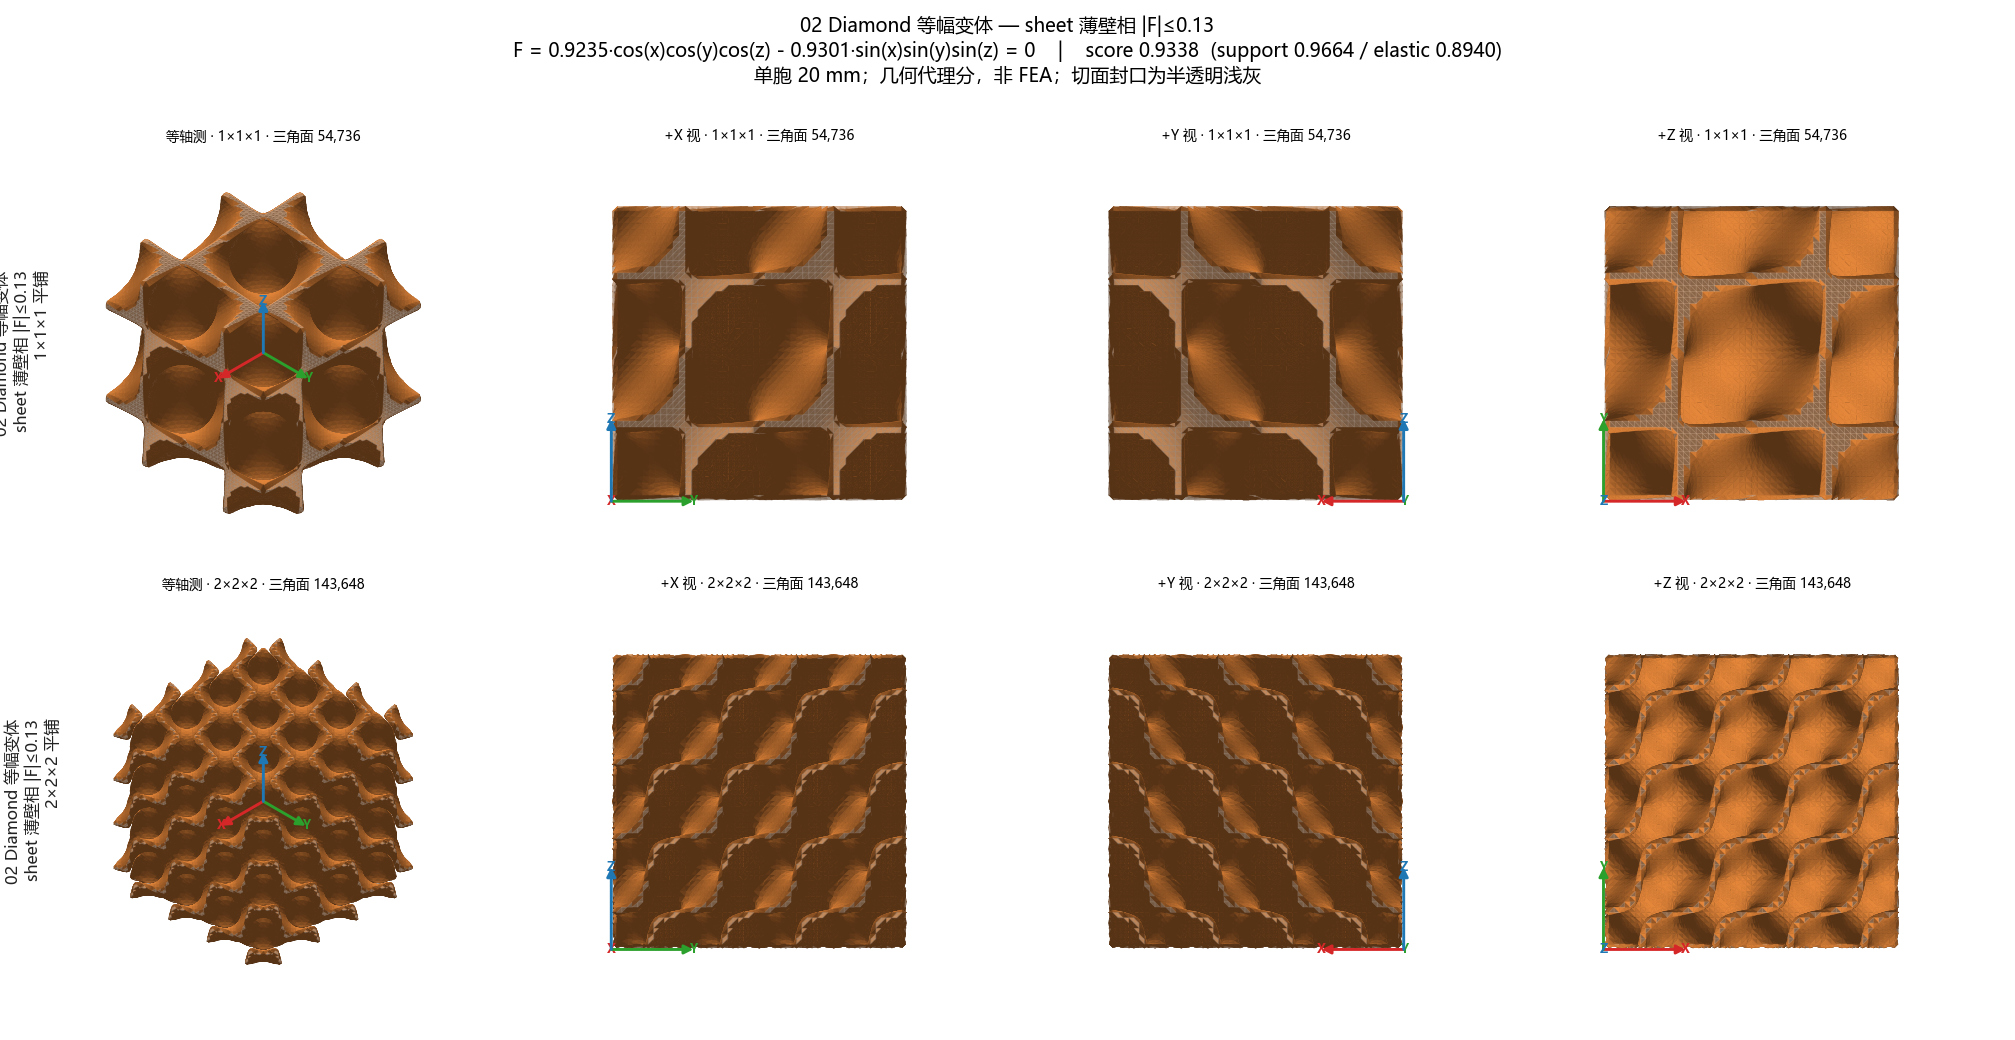 02 Diamond 等幅变体 — sheet 薄壁相 |F|≤0.13
F = 0.9235·cos(x)cos(y)cos(z) - 0.9301·sin(x)sin(y)sin(z) = 0 | score 0.9338 (support 0.9664 / elastic 0.8940)
单胞 20 mm；几何代理分，非 FEA；切面封口为半透明浅灰
等轴测 · 1×1×1 · 三角面 54,736
+X 视 · 1×1×1 · 三角面 54,736
+Y 视 · 1×1×1 · 三角面 54,736
+Z 视 · 1×1×1 · 三角面 54,736
02 Diamond 等幅变体
sheet 薄壁相 |F|≤0.13
1×1×1 平铺
Z
X
Y
Z
X
Y
Z
X
Y
Y
Z
X
等轴测 · 2×2×2 · 三角面 143,648
+X 视 · 2×2×2 · 三角面 143,648
+Y 视 · 2×2×2 · 三角面 143,648
+Z 视 · 2×2×2 · 三角面 143,648
02 Diamond 等幅变体
sheet 薄壁相 |F|≤0.13
2×2×2 平铺
Z
X
Y
Z
X
Y
Z
X
Y
Y
Z
X